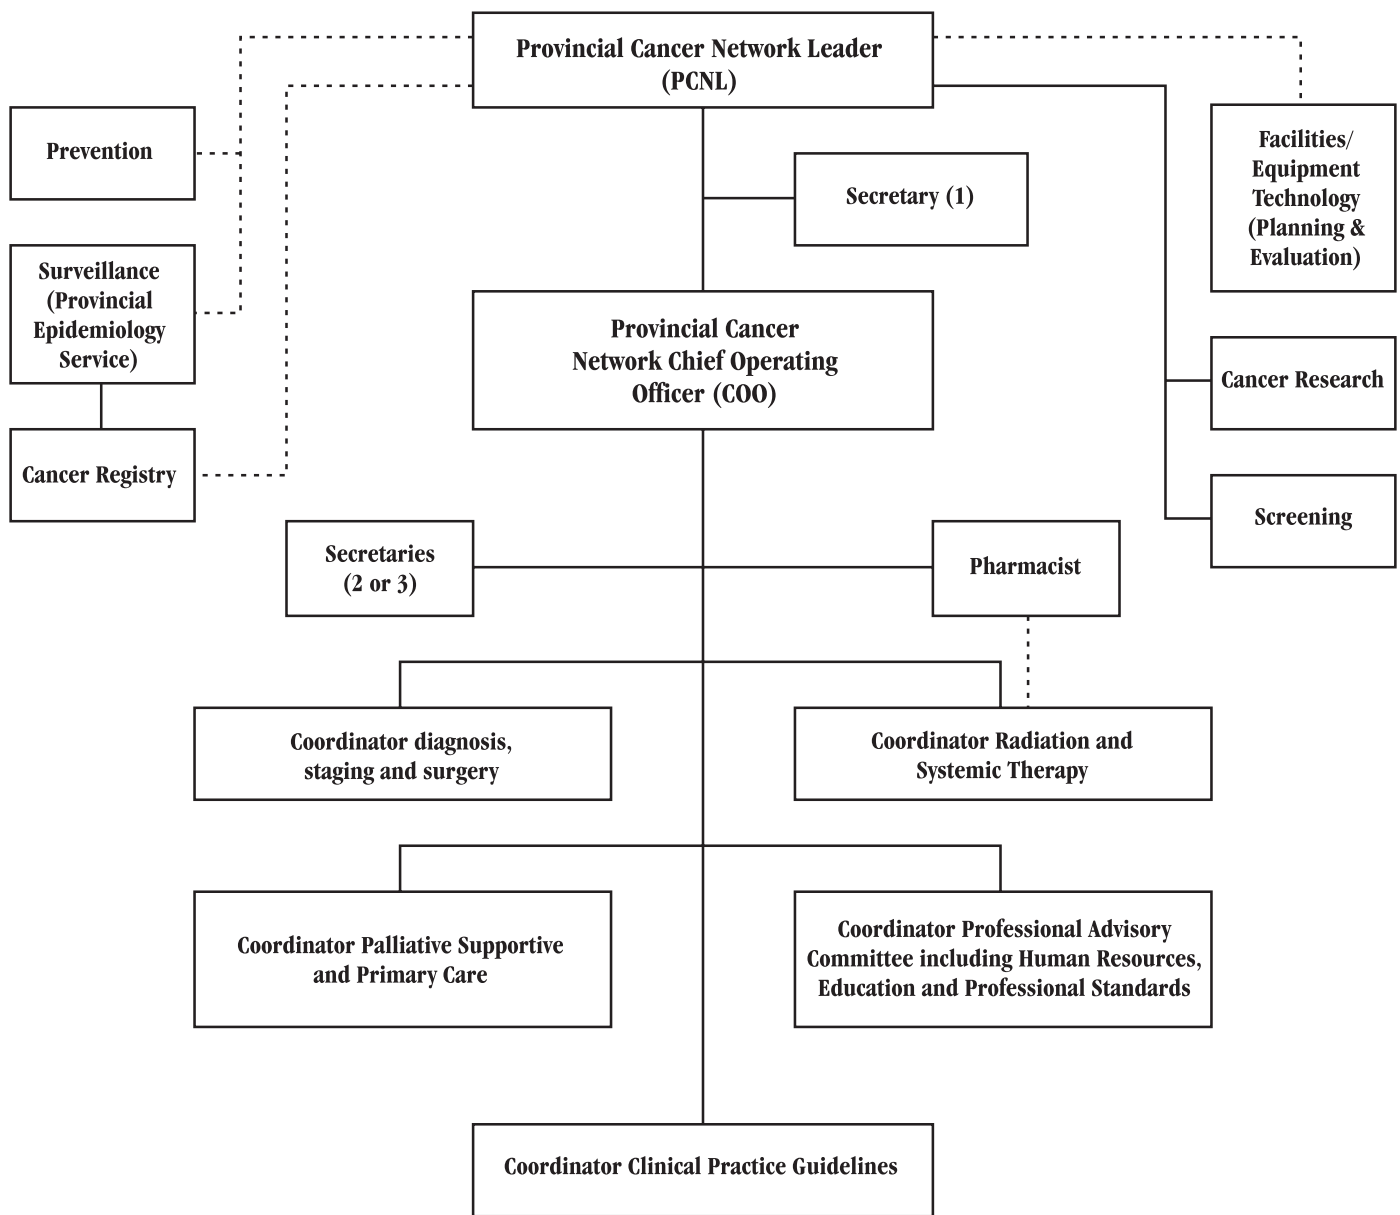 Provincial Cancer Network Leader
(PCNL)
Prevention
Secretary (1)
Facilities/
Equipment
Technology
(Planning &
Evaluation)
Surveillance
(Provincial
Epidemiology
Service)
Provincial Cancer
Network Chief Operating
Officer (COO)
Cancer Research
Cancer Registry
Screening
Secretaries
(2 or 3)
Pharmacist
Coordinator diagnosis,
staging and surgery
Coordinator Radiation and
Systemic Therapy
Coordinator Palliative Supportive
and Primary Care
Coordinator Professional Advisory
Committee including Human Resources,
Education and Professional Standards
Coordinator Clinical Practice Guidelines